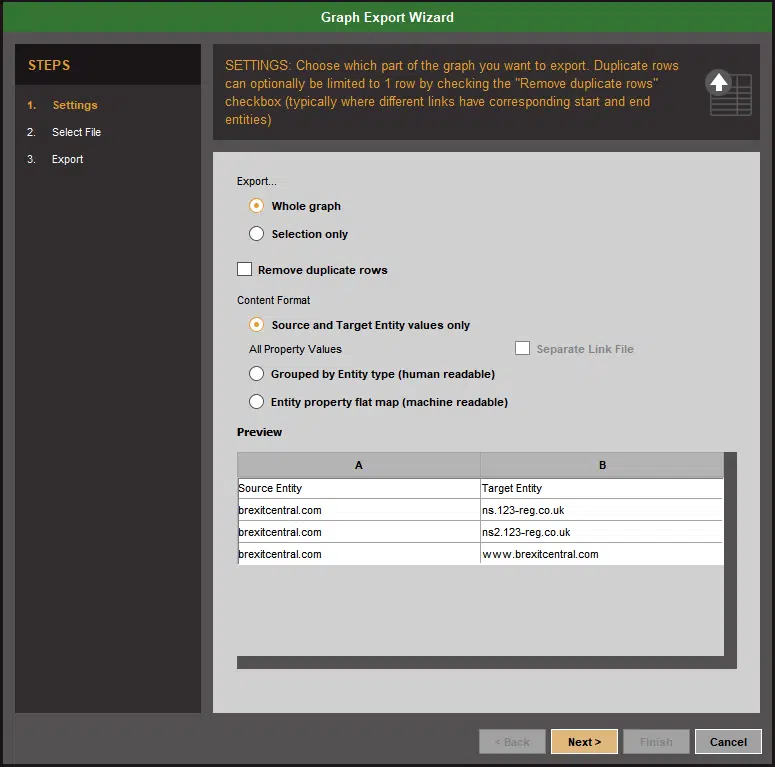 Graph Export Wizard
STEPS
1. Settings
2. Select File
3. Export
SETTINGS: Choose which part of the graph you want to export. Duplicate rows
can optionally be limited to 1 row by checking the "Remove duplicate rows"
checkbox (typically where different links have corresponding start and end
entities)
Export...
Whole graph
Selection only
Remove duplicate rows
Content Format
Source and Target Entity values only
All Property Values Separate Link File
Grouped by Entity type (human readable)
Entity property flat map (machine readable)
Preview
A B
Source Entity Target Entity
brexitcentral.com ns.123-reg.co.uk
brexitcentral.com ns2.123-reg.co.uk
brexitcentral.com www.brexitcentral.com
< Back Next > Finish Cancel